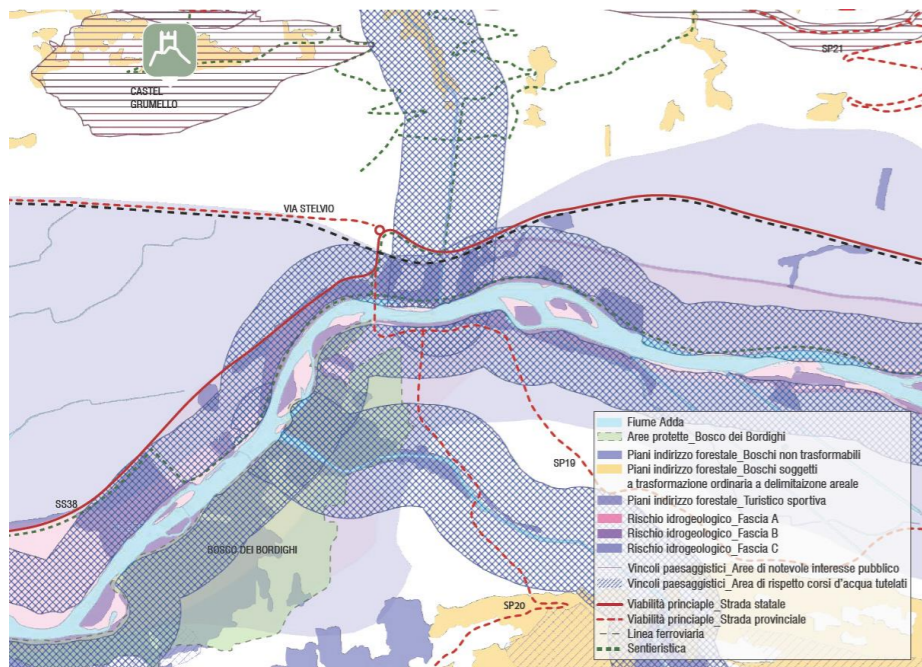 SP21
CASTEL
GRUMELLO
VIA STELVIO
SS38
SP19
BOSCO DEI BORDIGHI
SP20
Fiume Adda
Aree protette_Bosco dei Bordighi
Piani indirizzo forestale_Boschi non trasformabili
Piani indirizzo forestale_Boschi soggetti
a trasformazione ordinaria a delimitaizone areale
Piani indirizzo forestale_Turistico sportiva
Rischio idrogeologico_Fascia A
Rischio idrogeologico_Fascia B
Rischio idrogeologico_Fascia C
Vincoli paesaggistici_Aree di notevole interesse pubblico
Vincoli paesaggistici_Area di rispetto corsi d'acqua tutelati
Viabilità princiaple_Strada statale
Viabilità princiaple_Strada provinciale
Linea ferroviaria
Sentieristica